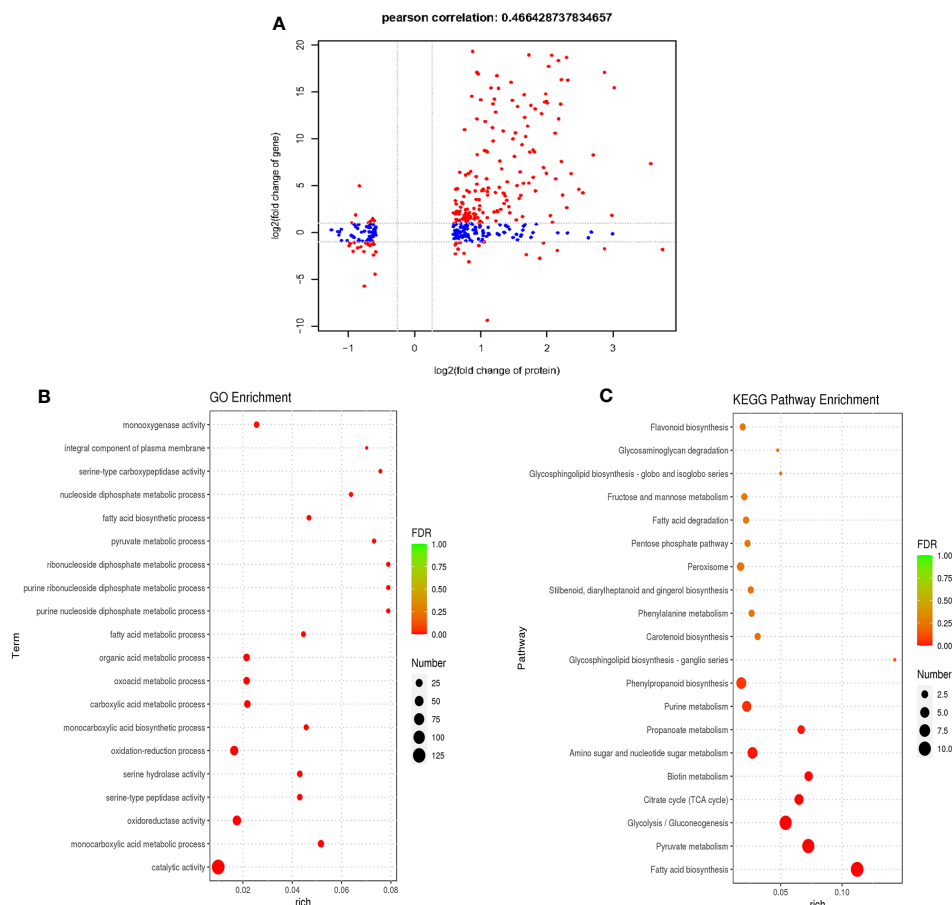 A
pearson correlation: 0.466428737834657
log2(fold change of gene)
20
15
10
5
0
−5
−10
−1
0
1
2
3
log2(fold change of protein)
B
GO Enrichment
Term
monooxygenase activity
integral component of plasma membrane
serine-type carboxypeptidase activity
nucleoside diphosphate metabolic process
fatty acid biosynthetic process
pyruvate metabolic process
ribonucleoside diphosphate metabolic process
purine ribonucleoside diphosphate metabolic process
purine nucleoside diphosphate metabolic process
fatty acid metabolic process
organic acid metabolic process
oxoacid metabolic process
carboxylic acid metabolic process
monocarboxylic acid biosynthetic process
oxidation-reduction process
serine hydrolase activity
serine-type peptidase activity
oxidoreductase activity
monocarboxylic acid metabolic process
catalytic activity
0.02
0.04
0.06
0.08
rich
FDR
1.00
0.75
0.50
0.25
0.00
Number
25
50
75
100
125
C
KEGG Pathway Enrichment
Pathway
Flavonoid biosynthesis
Glycosaminoglycan degradation
Glycosphingolipid biosynthesis - globo and isoglobo series
Fructose and mannose metabolism
Fatty acid degradation
Pentose phosphate pathway
Peroxisome
Stilbenoid, diarylheptanoid and gingerol biosynthesis
Phenylalanine metabolism
Carotenoid biosynthesis
Glycosphingolipid biosynthesis - ganglio series
Phenylpropanoid biosynthesis
Purine metabolism
Propanoate metabolism
Amino sugar and nucleotide sugar metabolism
Biotin metabolism
Citrate cycle (TCA cycle)
Glycolysis / Gluconeogenesis
Pyruvate metabolism
Fatty acid biosynthesis
0.05
0.10
rich
FDR
1.00
0.75
0.50
0.25
0.00
Number
2.5
5.0
7.5
10.0